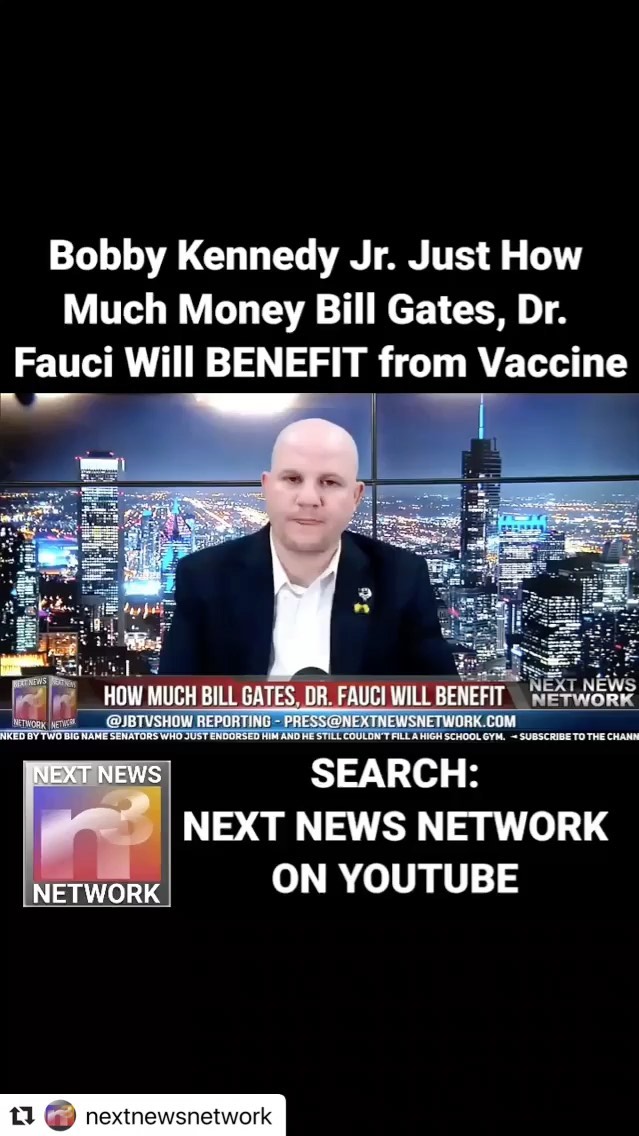 Bobby Kennedy Jr. Just How
Much Money Bill Gates, Dr.
Fauci Will BENEFIT from Vaccine
NEXT NEWS
NETWORK
HOW MUCH BILL GATES, DR. FAUCI WILL BENEFIT
NEXT NEWS
NETWORK
@JBTVSHOW REPORTING - PRESS@NEXTNEWSNETWORK.COM
NKED BY TWO BIG NAME SENATORS WHO JUST ENDORSED HIM AND HE STILL COULDN'T FILL A HIGH SCHOOL GYM. - SUBSCRIBE TO THE CHANN
NEXT NEWS
n3
NETWORK
SEARCH:
NEXT NEWS NETWORK
ON YOUTUBE
nextnewsnetwork